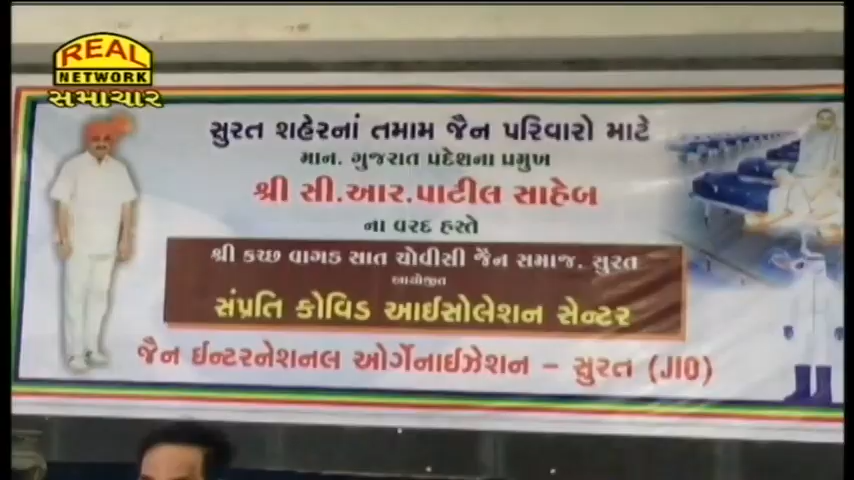 REAL
NETWORK
સમાચાર
સુરત શહેરનાં તમામ જૈન પરિવારો માટે
માન. ગુજરાત પ્રદેશના પ્રમુખ
શ્રી સી.આર.પાટીલ સાહેબ
ના વરદ હસ્તે
શ્રી કચ્છ વાગડ સાત ચોવીસી જૈન સમાજ. સુરત
આયોજીત
સંપ્રતિ કોવિડ આઈસોલેશન સેન્ટર
જૈન ઈન્ટરનેશનલ ઓર્ગેનાઈઝેશન - સુરત (JIO)